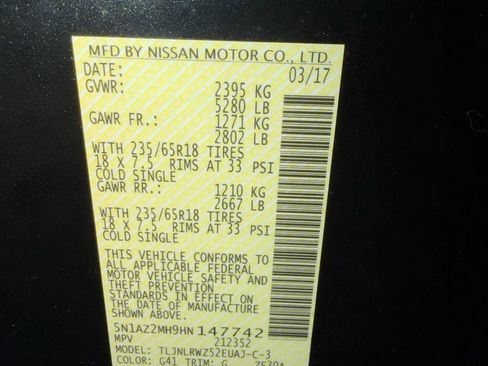 MFD BY NISSAN MOTOR CO., LTD.
DATE: 03/17
GVWR: 2395 KG
5280 LB
GAWR FR.: 1271 KG
2802 LB
WITH 235/65R18 TIRES
18 X 7.5 RIMS AT 33 PSI
COLD SINGLE
GAWR RR.: 1210 KG
2667 LB
WITH 235/65R18 TIRES
18 X 7.5 RIMS AT 33 PSI
COLD SINGLE
THIS VEHICLE CONFORMS TO
ALL APPLICABLE FEDERAL
MOTOR VEHICLE SAFETY AND
THEFT PREVENTION
STANDARDS IN EFFECT ON
THE DATE OF MANUFACTURE
SHOWN ABOVE.
5N1AZ2MH9HN147742
MPV 212352
MODEL: TLJNLRWZ52EUAJ-C-3
COLOR: G41 TRIM: G